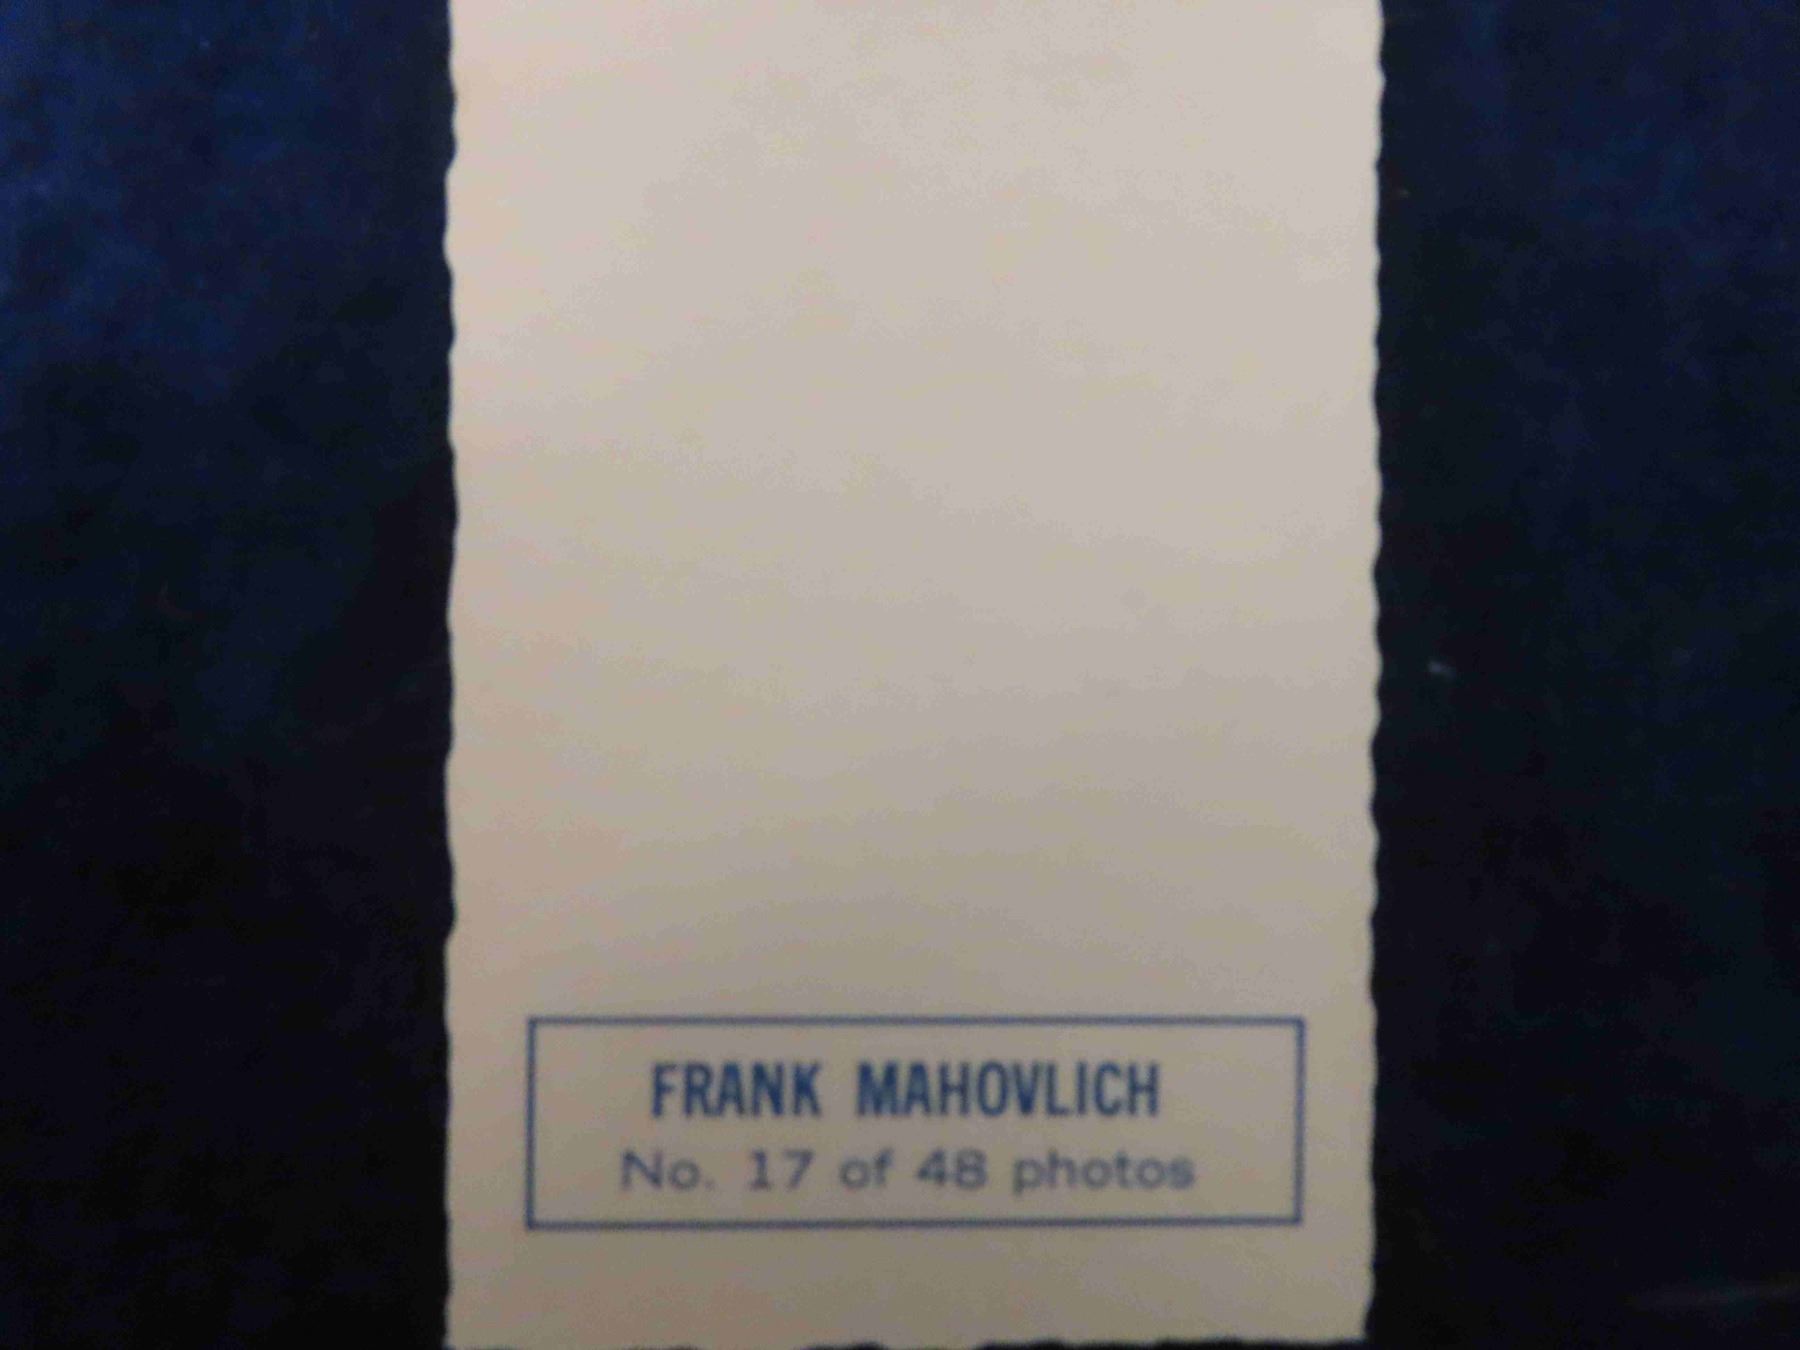 FRANK MAHOVLICH
No. 17 of 48 photos